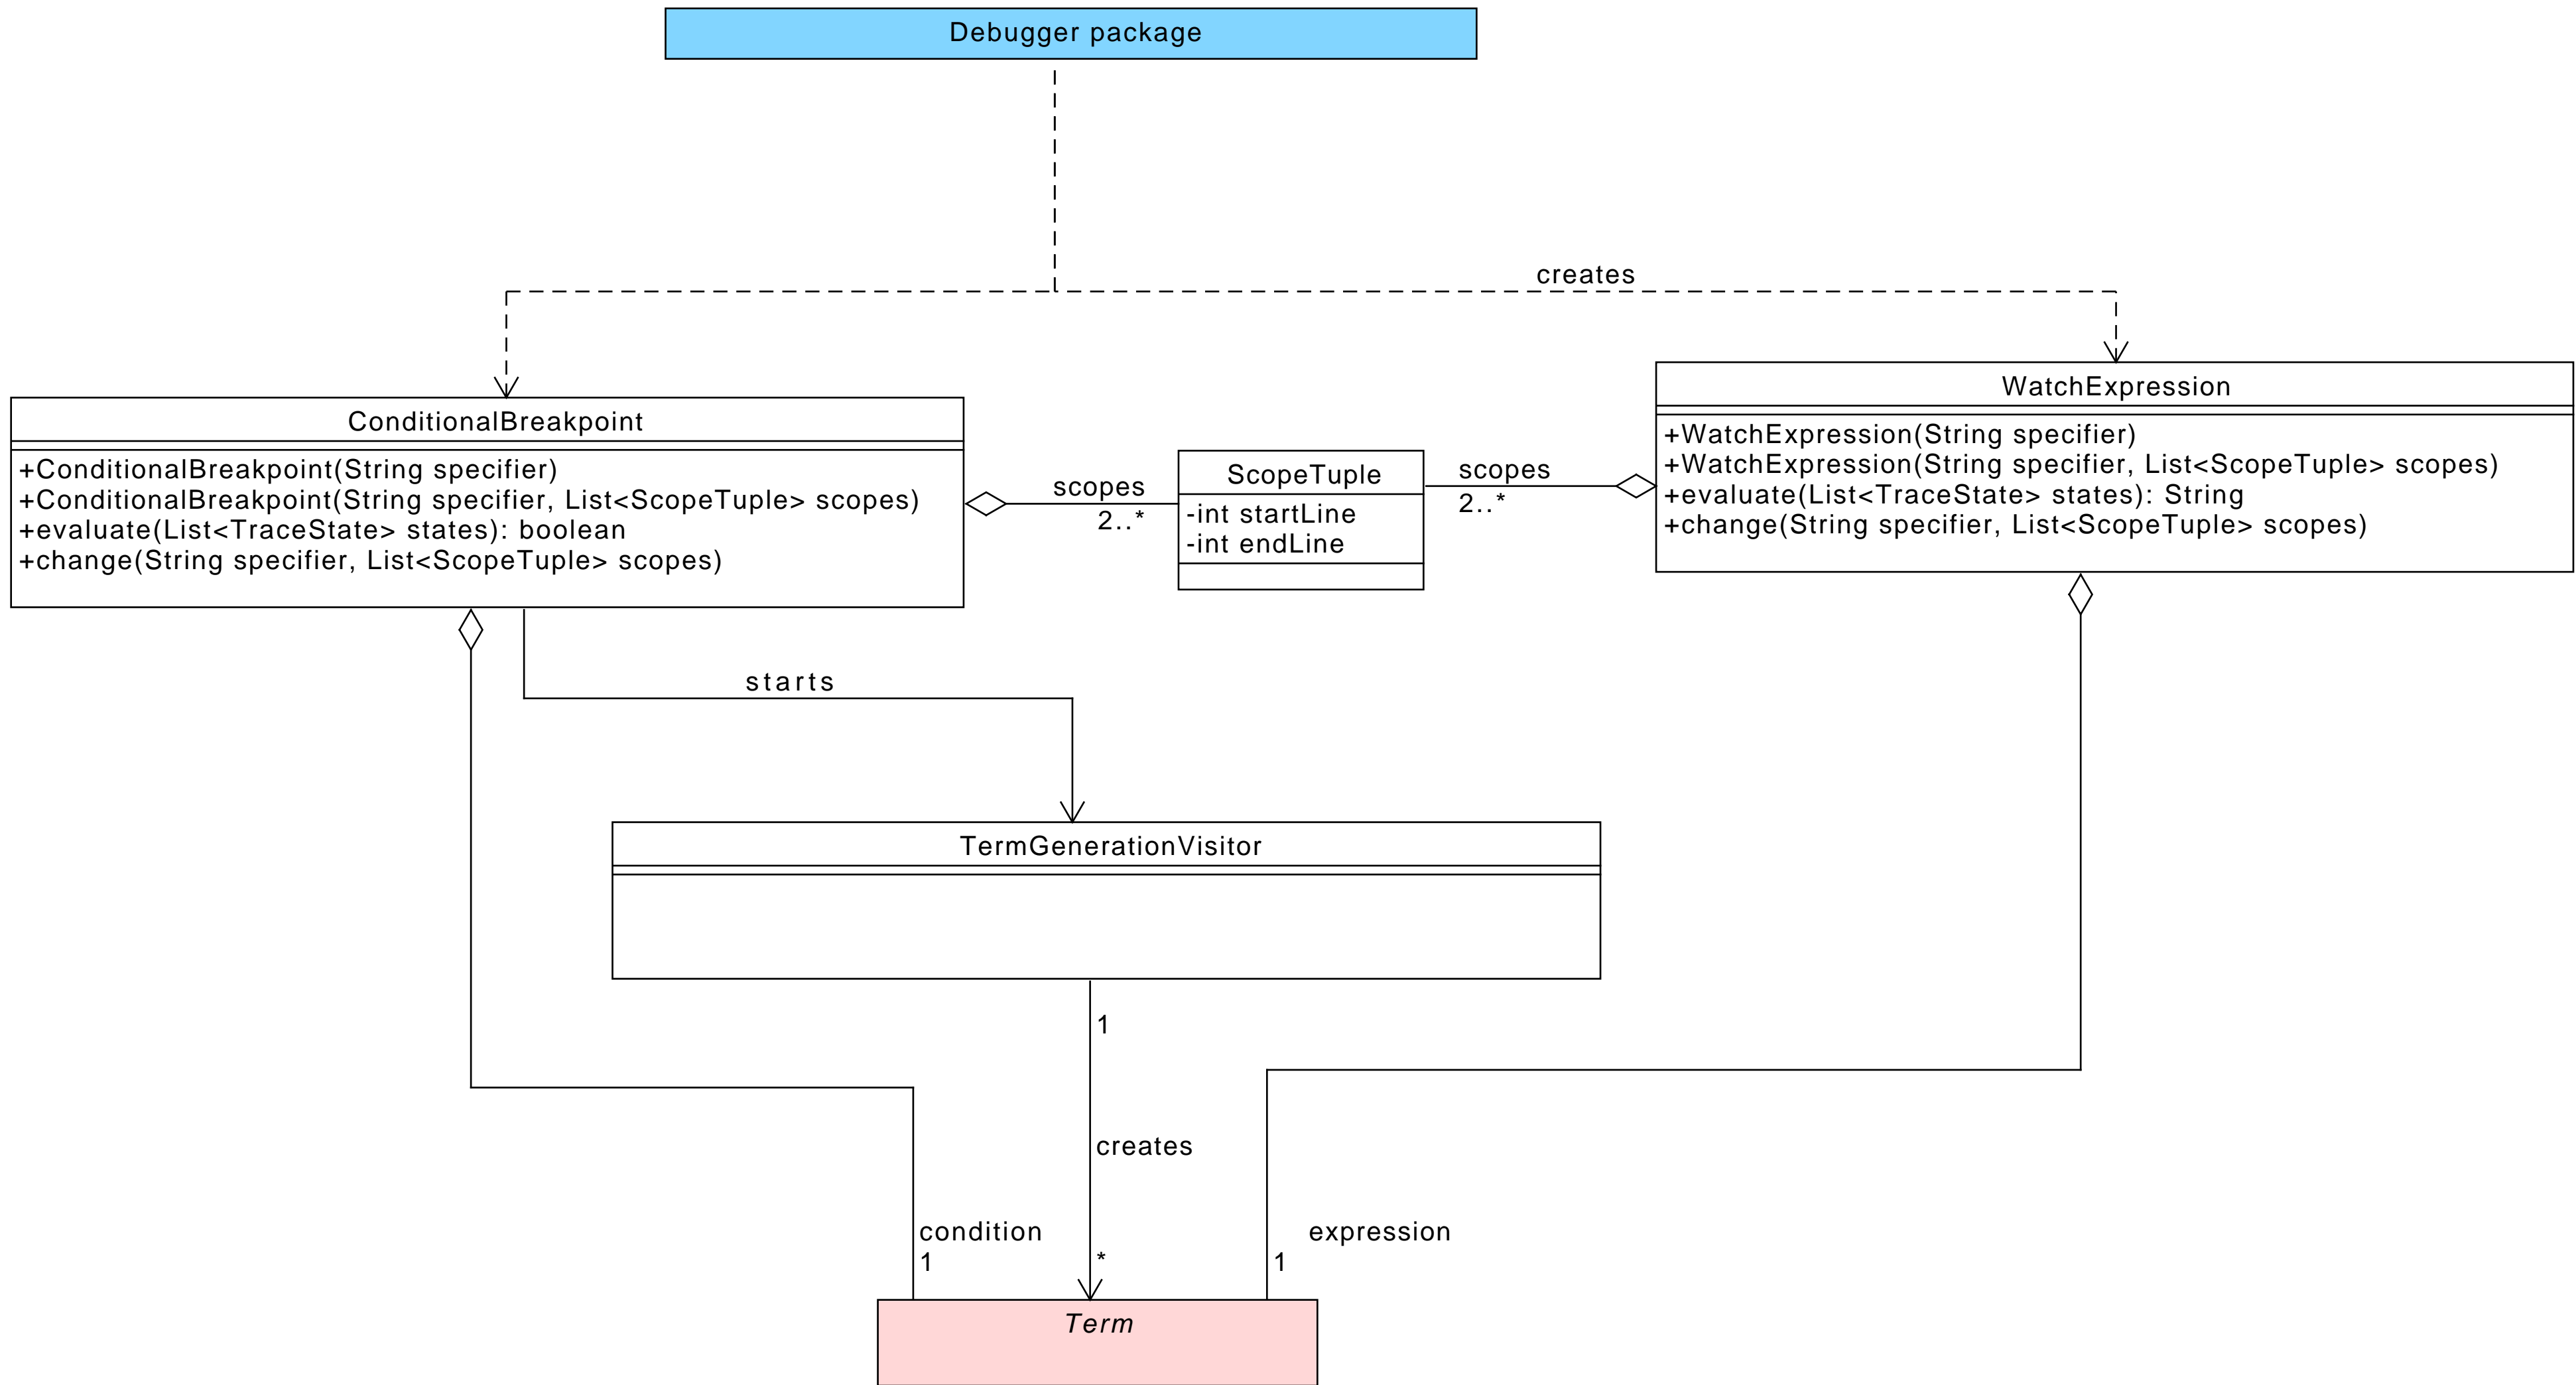 Debugger package
creates
ConditionalBreakpoint
+ConditionalBreakpoint(String specifier)
+ConditionalBreakpoint(String specifier, List<ScopeTuple> scopes)
+evaluate(List<TraceState> states): boolean
+change(String specifier, List<ScopeTuple> scopes)
scopes
2..*
ScopeTuple
-int startLine
-int endLine
scopes
2..*
WatchExpression
+WatchExpression(String specifier)
+WatchExpression(String specifier, List<ScopeTuple> scopes)
+evaluate(List<TraceState> states): String
+change(String specifier, List<ScopeTuple> scopes)
starts
TermGenerationVisitor
1
creates
*
condition
1
expression
1
Term